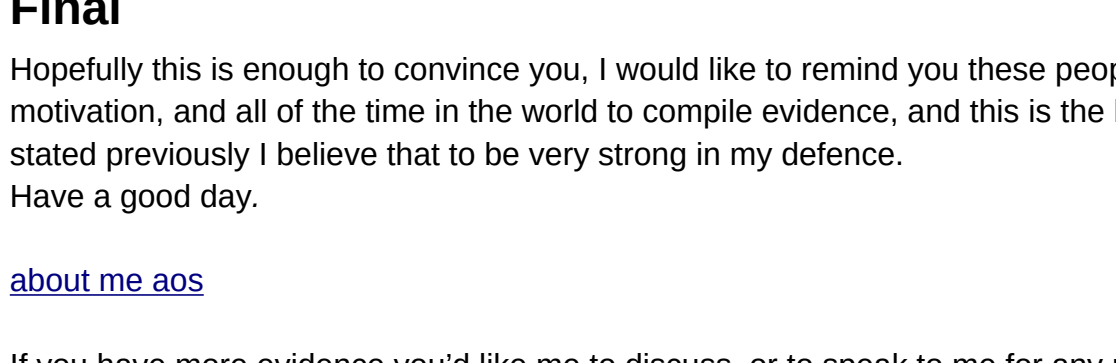 Final
Hopefully this is enough to convince you, I would like to remind you these
motivation, and all of the time in the world to compile evidence, and this is the
stated previously I believe that to be very strong in my defence.
Have a good day.
about me aos
If you have more evidence you’d like me to discuss, or to speak to me for any